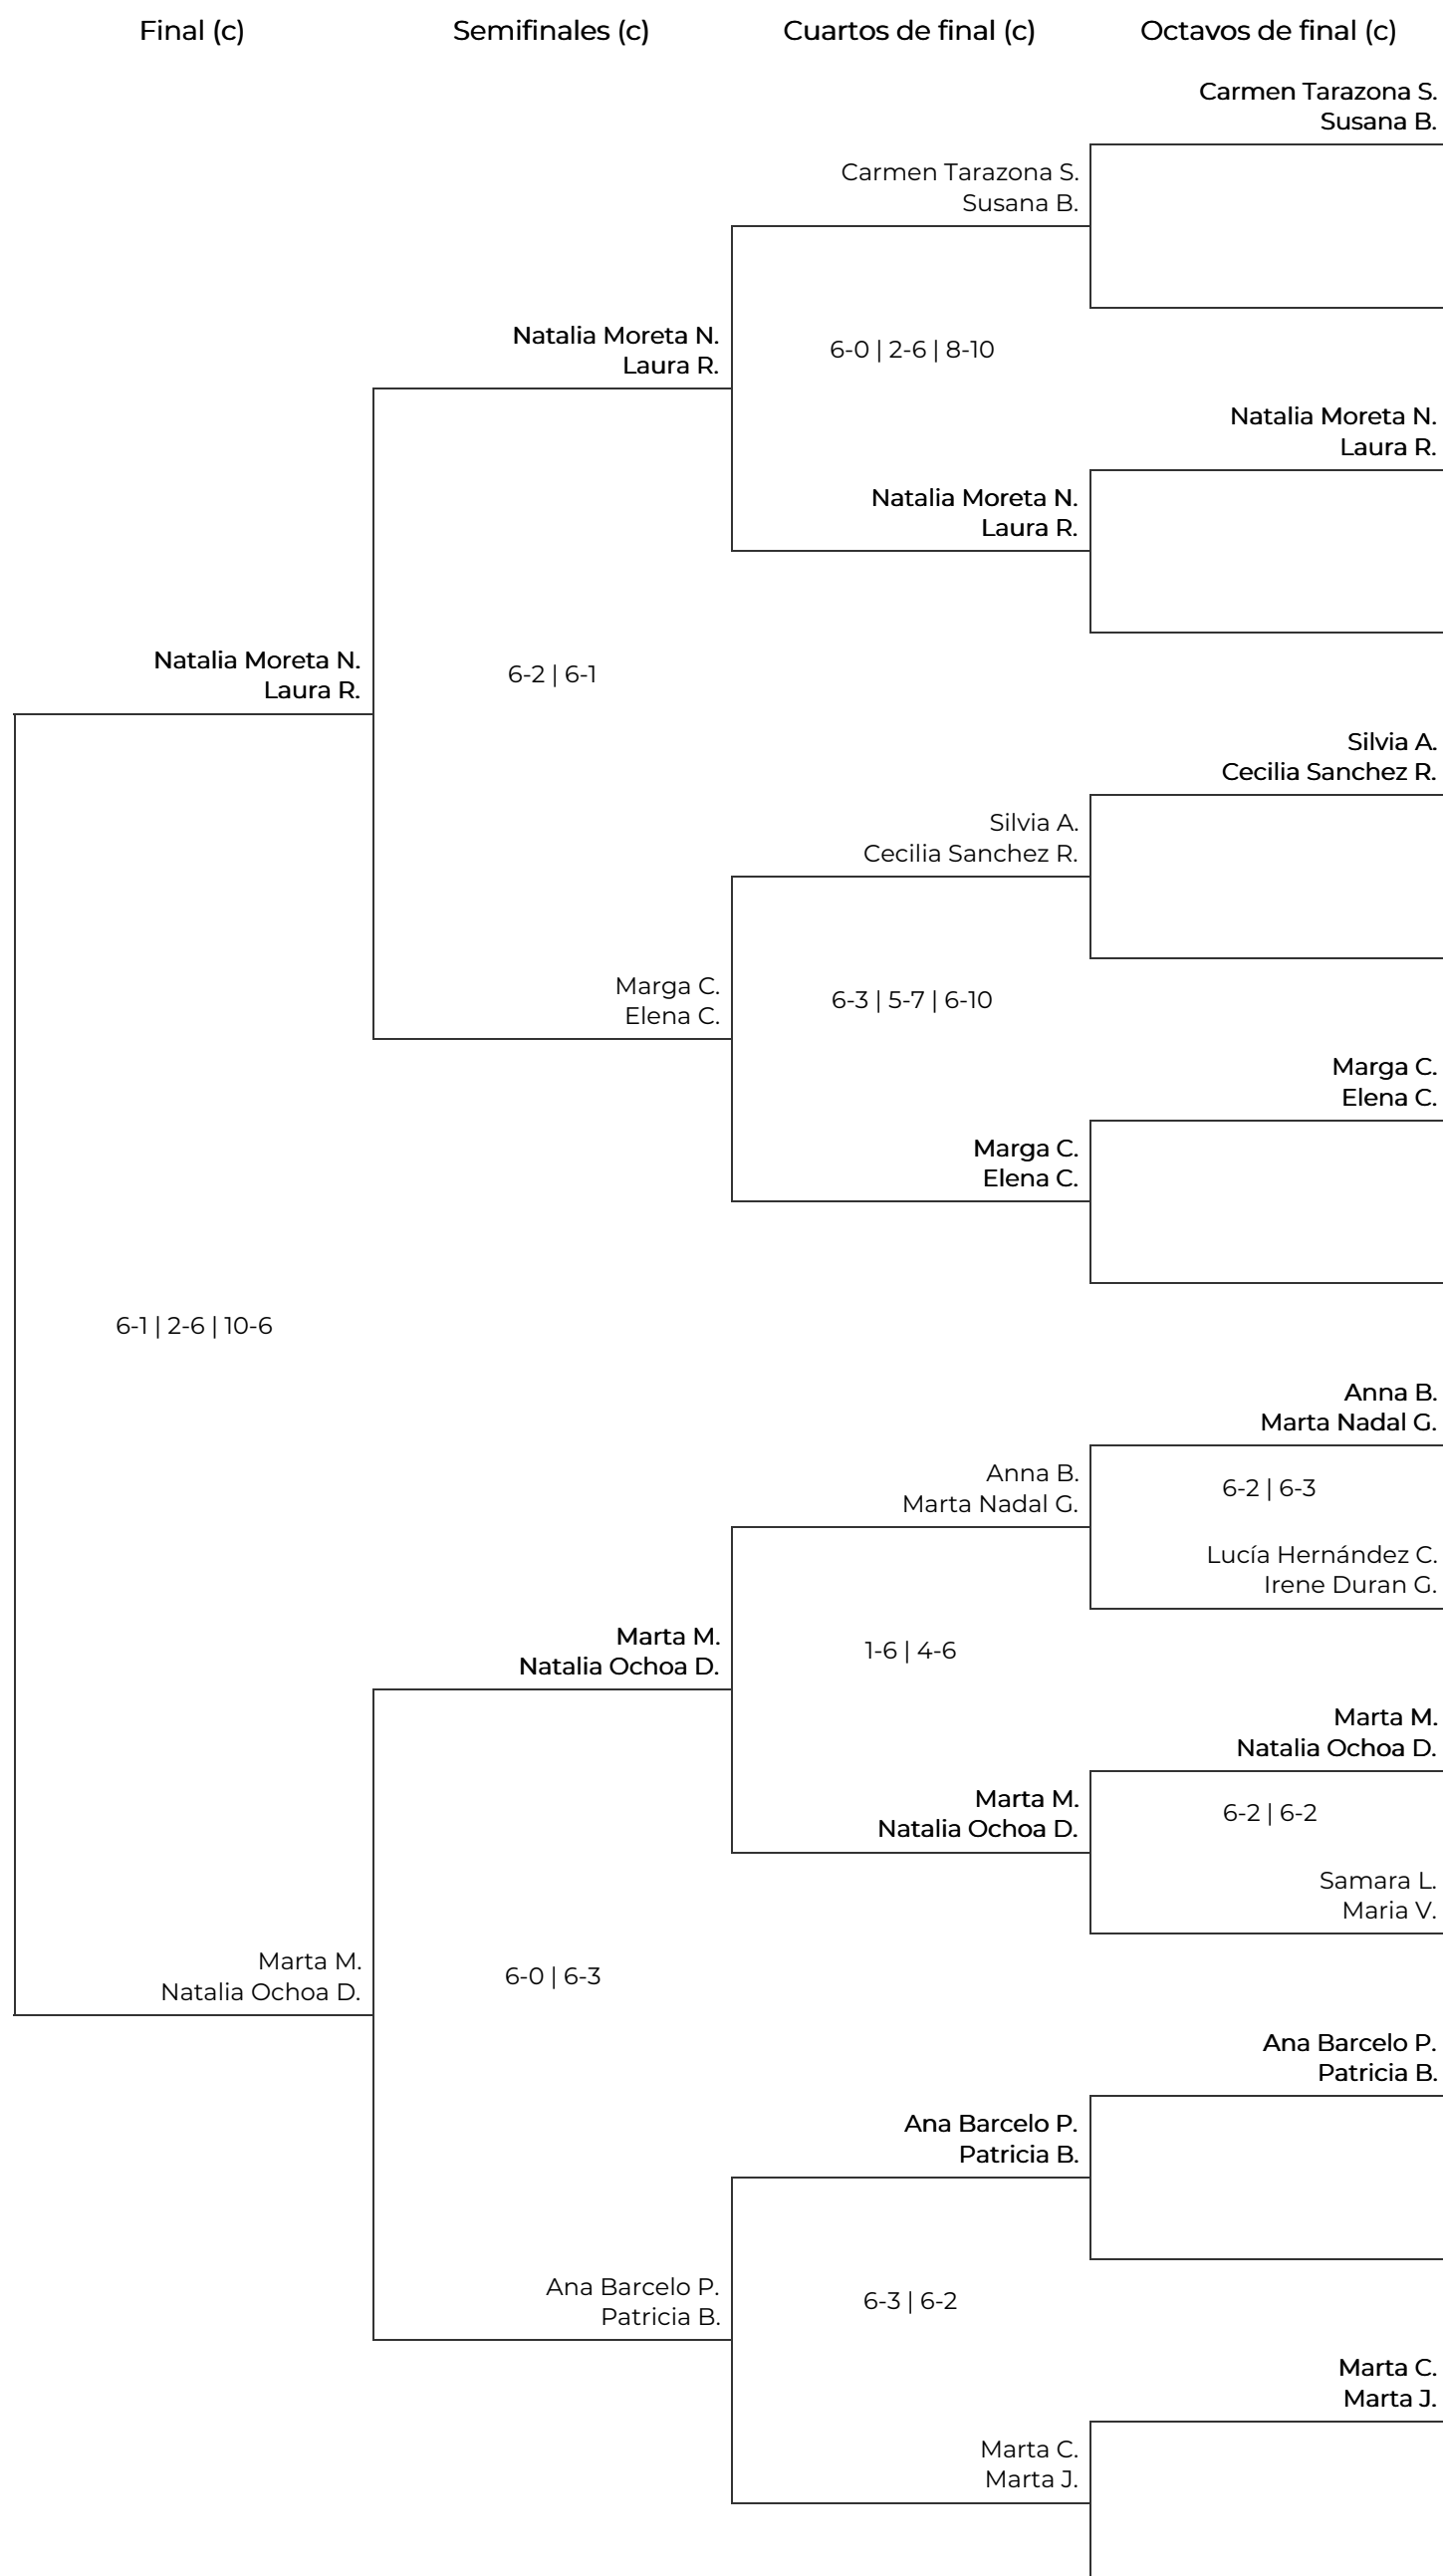 Final (c)
Semifinales (c)
Cuartos de final (c)
Octavos de final (c)
Carmen Tarazona S.
Susana B.
Carmen Tarazona S.
Susana B.
Natalia Moreta N.
Laura R.
6-0 | 2-6 | 8-10
Natalia Moreta N.
Laura R.
Natalia Moreta N.
Laura R.
Natalia Moreta N.
Laura R.
6-2 | 6-1
Silvia A.
Cecilia Sanchez R.
Silvia A.
Cecilia Sanchez R.
Marga C.
Elena C.
6-3 | 5-7 | 6-10
Marga C.
Elena C.
Marga C.
Elena C.
6-1 | 2-6 | 10-6
Anna B.
Marta Nadal G.
Anna B.
Marta Nadal G.
6-2 | 6-3
Lucía Hernández C.
Irene Duran G.
Marta M.
Natalia Ochoa D.
1-6 | 4-6
Marta M.
Natalia Ochoa D.
Marta M.
Natalia Ochoa D.
6-2 | 6-2
Samara L.
Maria V.
Marta M.
Natalia Ochoa D.
6-0 | 6-3
Ana Barcelo P.
Patricia B.
Ana Barcelo P.
Patricia B.
Ana Barcelo P.
Patricia B.
6-3 | 6-2
Marta C.
Marta J.
Marta C.
Marta J.